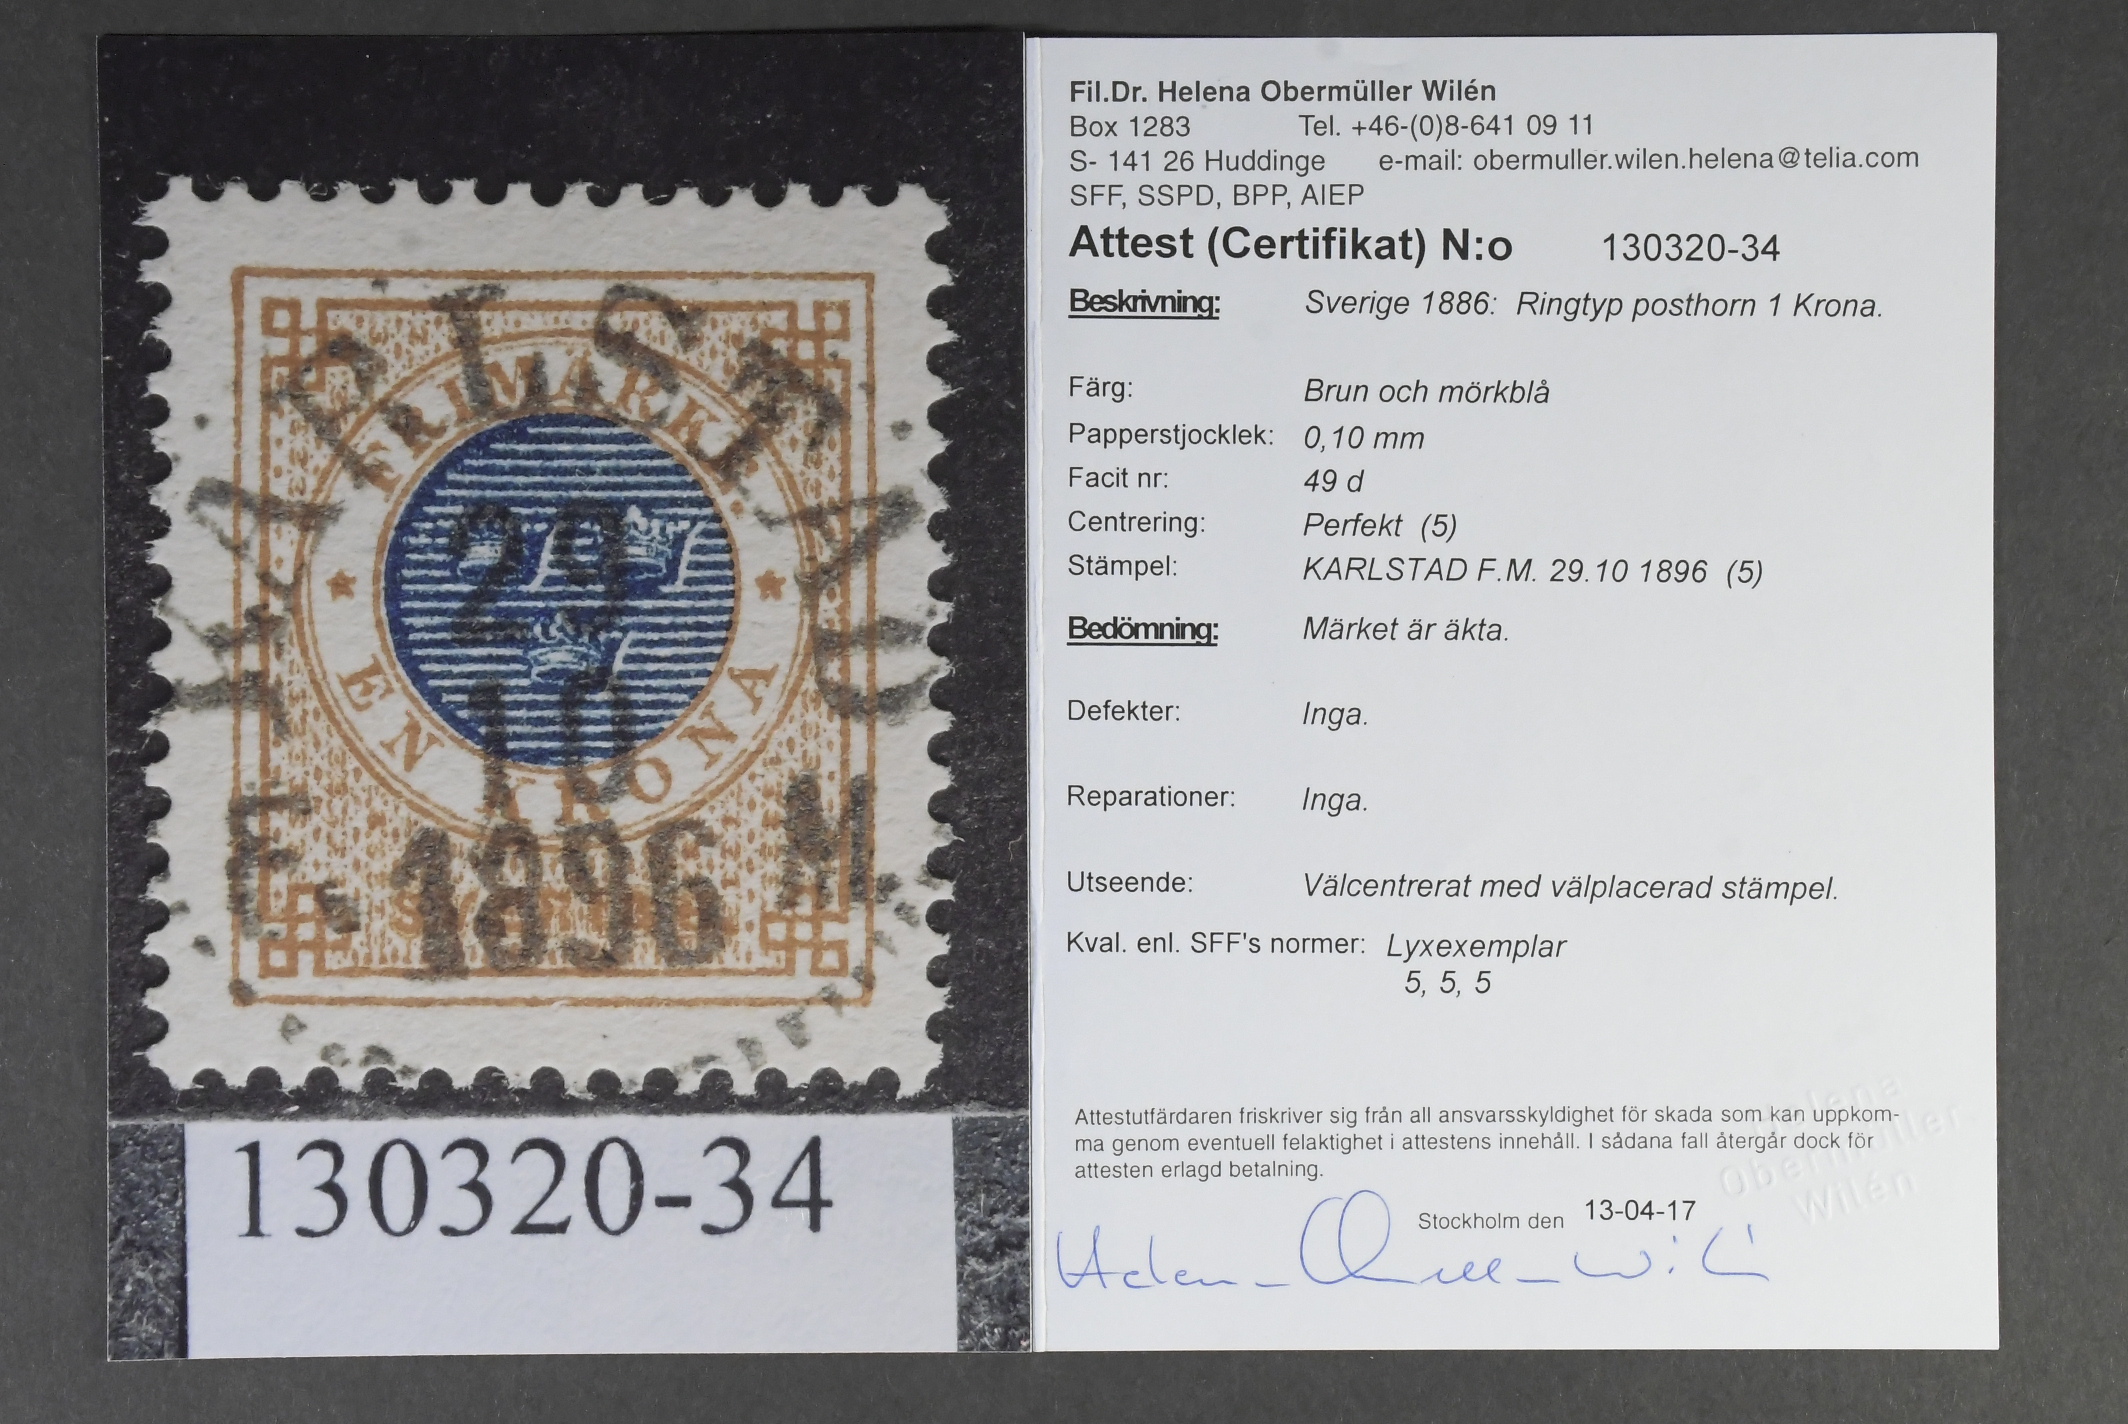 KARLSTAD
FRIMÄRKE
29
10
EN KRONA
F. 1896 M.
130320-34
Fil.Dr. Helena Obermüller Wilén
Box 1283 Tel. +46-(0)8-641 09 11
S- 141 26 Huddinge e-mail: obermuller.wilen.helena@telia.com
SFF, SSPD, BPP, AIEP
Attest (Certifikat) N:o 130320-34
Beskrivning: Sverige 1886: Ringtyp posthorn 1 Krona.
Färg: Brun och mörkblå
Papperstjocklek: 0,10 mm
Facit nr: 49 d
Centrering: Perfekt (5)
Stämpel: KARLSTAD F.M. 29.10 1896 (5)
Bedömning: Märket är äkta.
Defekter: Inga.
Reparationer: Inga.
Utseende: Välcentrerat med välplacerad stämpel.
Kval. enl. SFF's normer: Lyxexemplar
5, 5, 5
Attestutfärdaren friskriver sig från all ansvarsskyldighet för skada som kan uppkom-
ma genom eventuell felaktighet i attestens innehåll. I sådana fall återgår dock för
attesten erlagd betalning.
Helena
Obermüller
Wilén
Stockholm den 13-04-17